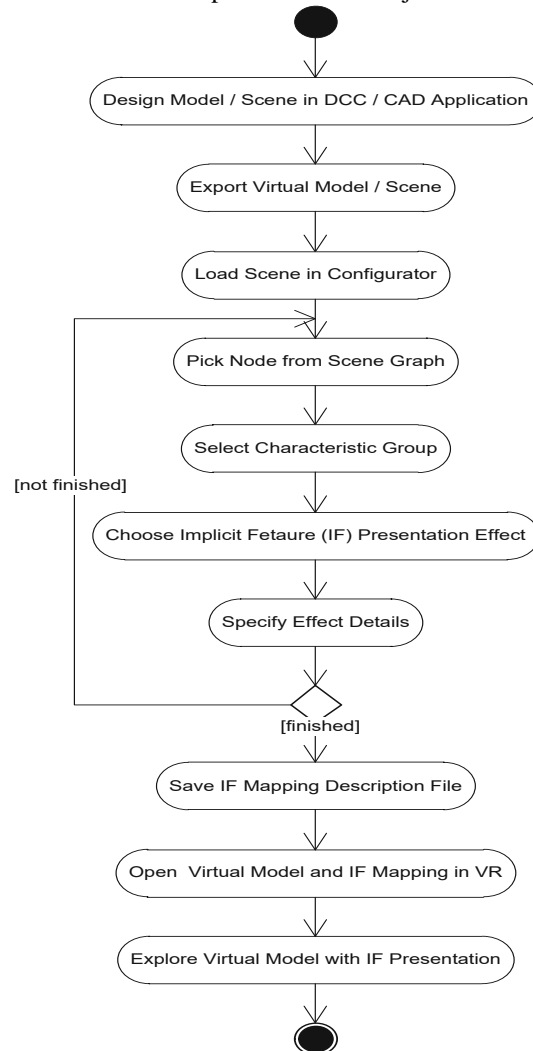 Design Model / Scene in DCC / CAD Application
Export Virtual Model / Scene
Load Scene in Configurator
Pick Node from Scene Graph
Select Characteristic Group
[not finished]
Choose Implicit Fetaure (IF) Presentation Effect
Specify Effect Details
[finished]
Save IF Mapping Description File
Open Virtual Model and IF Mapping in VR
Explore Virtual Model with IF Presentation